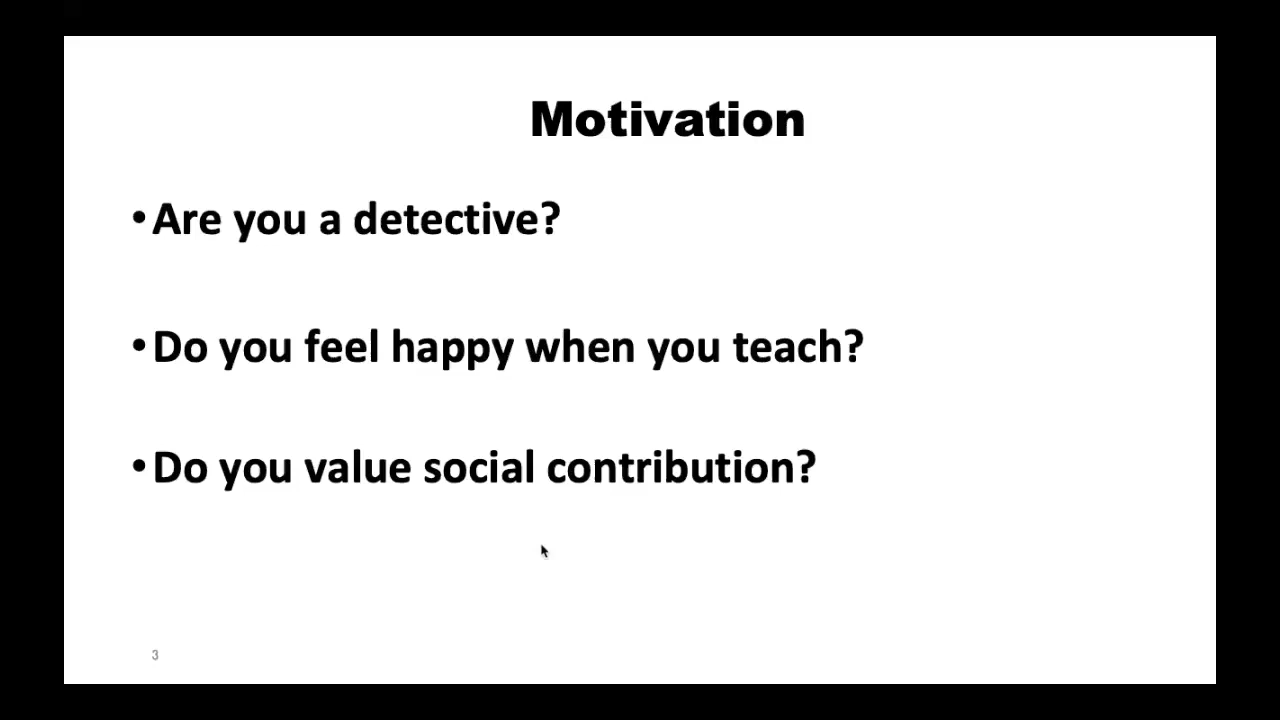 Motivation
•Are you a detective?
•Do you feel happy when you teach?
•Do you value social contribution?
3